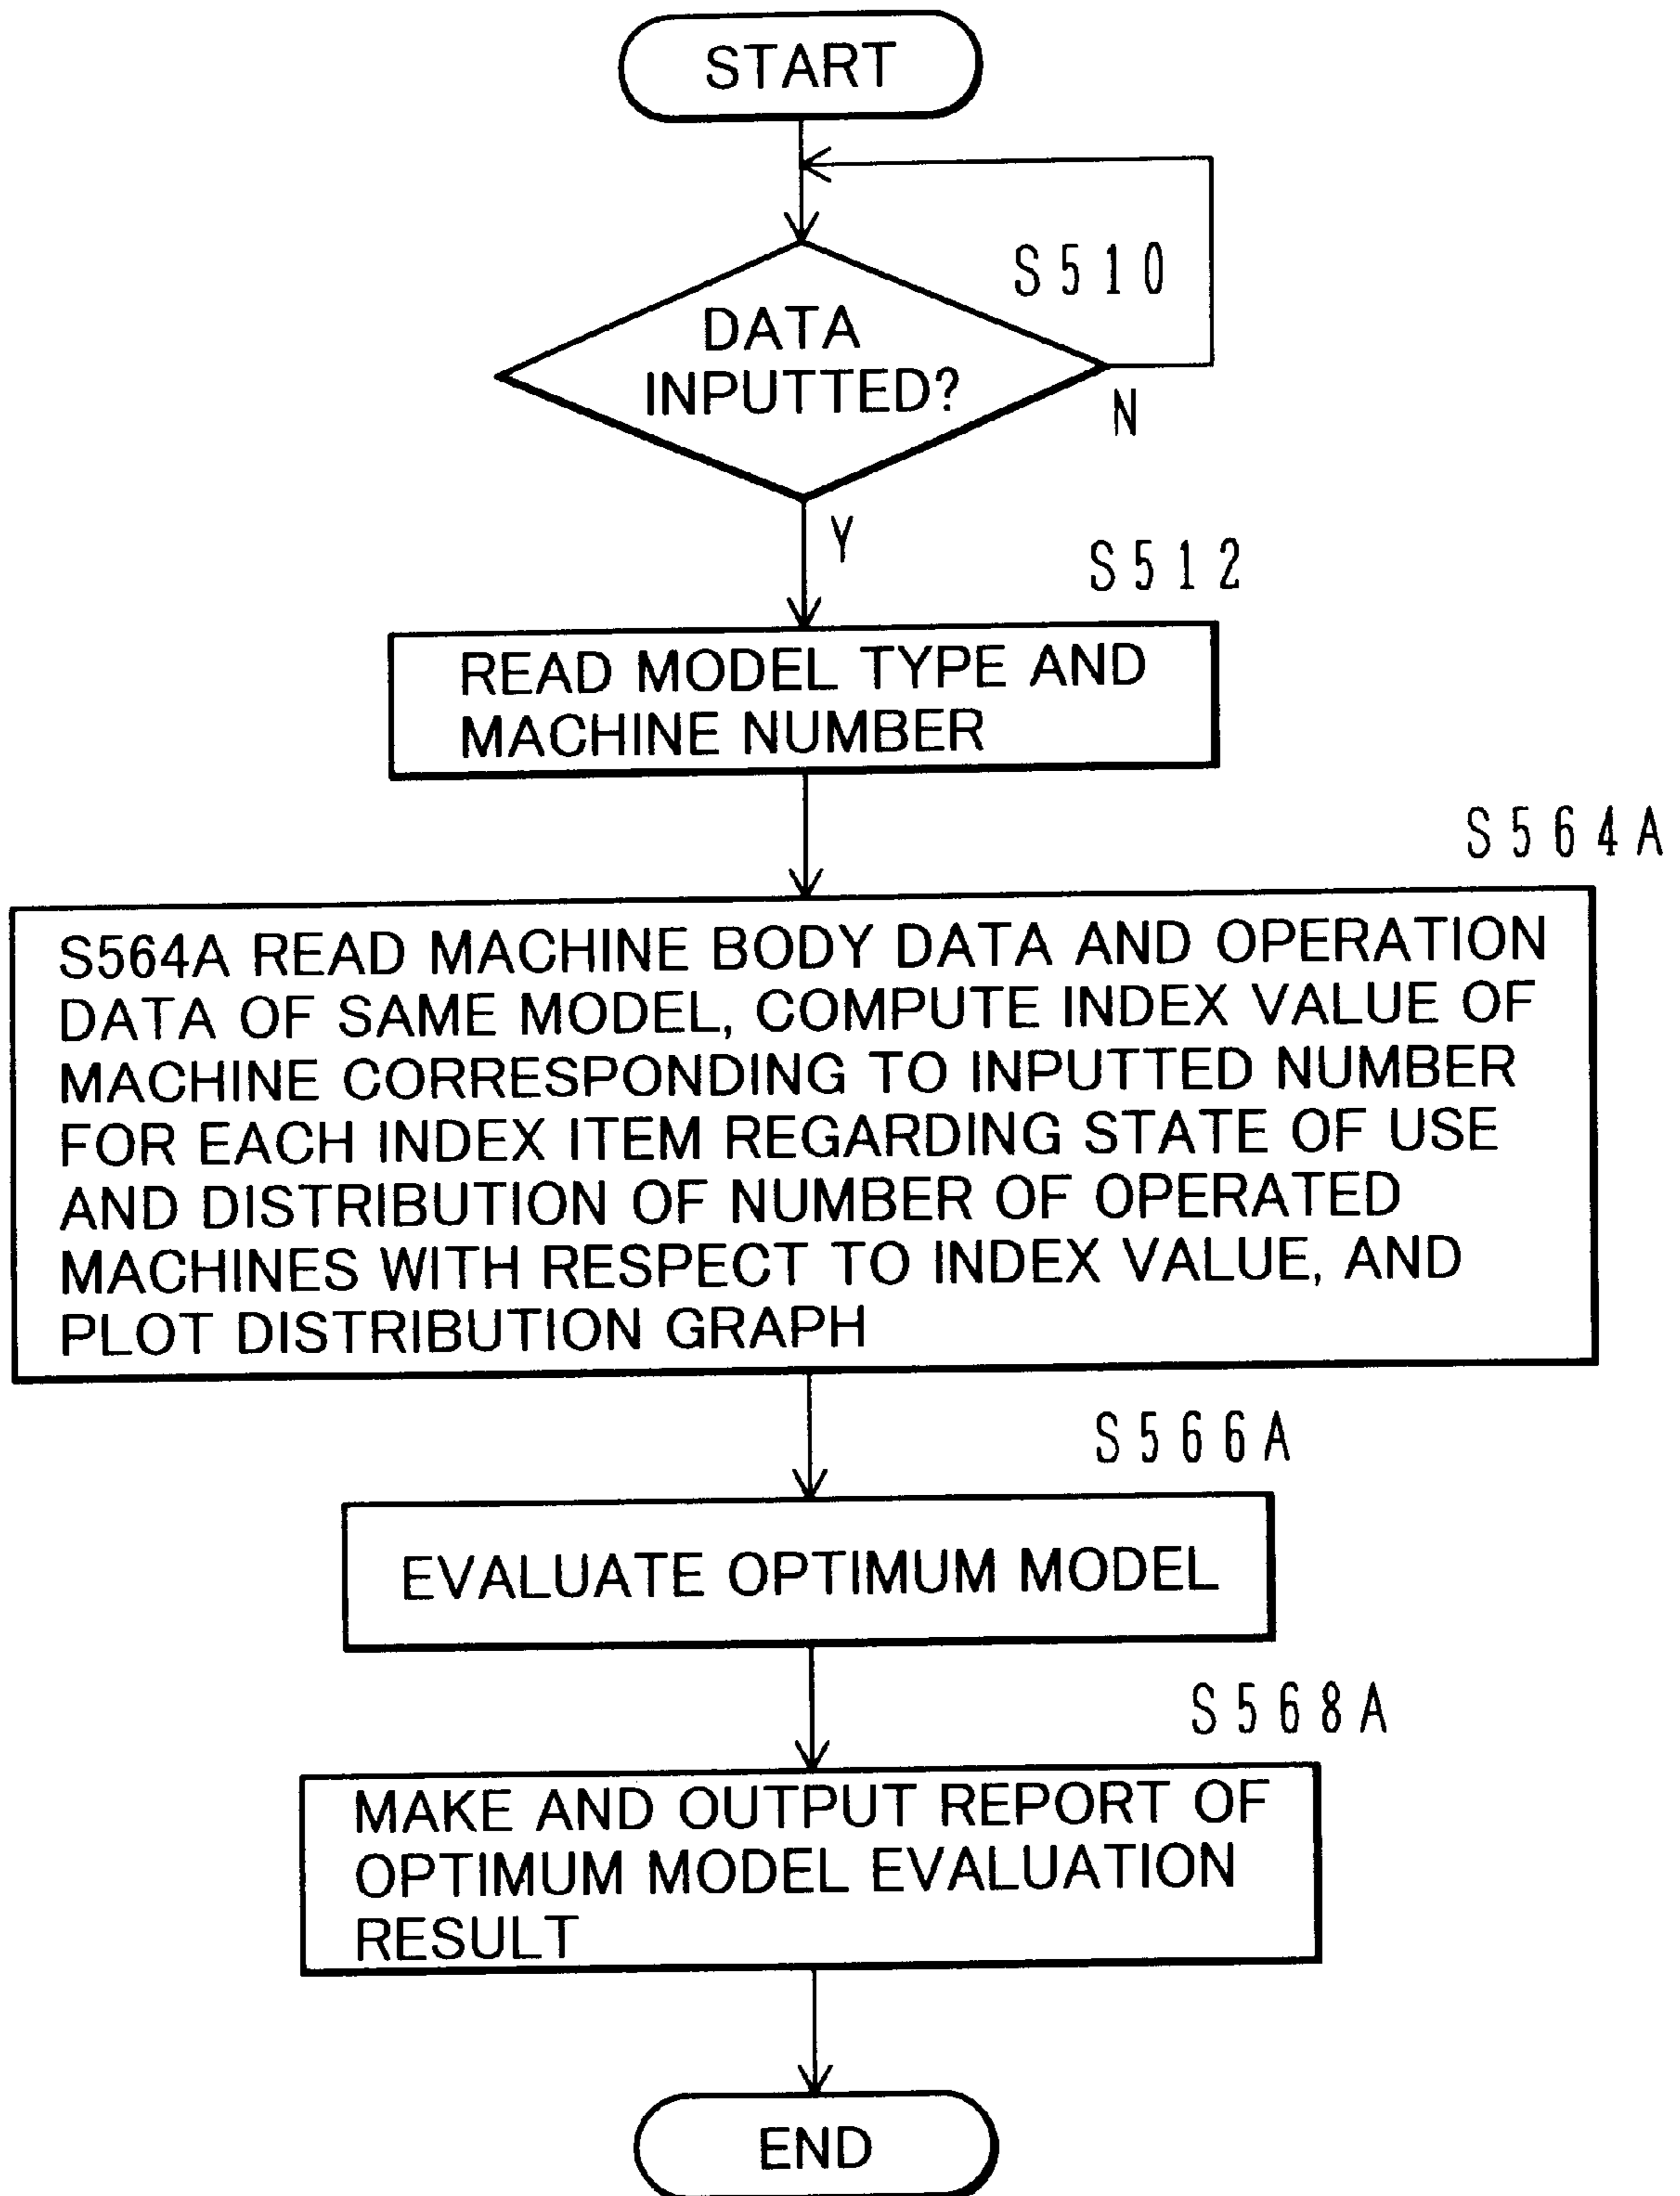 START
S510
DATA
INPUTTED?
N
Y
S512
READ MODEL TYPE AND
MACHINE NUMBER
S564A
S564A READ MACHINE BODY DATA AND OPERATION
DATA OF SAME MODEL, COMPUTE INDEX VALUE OF
MACHINE CORRESPONDING TO INPUTTED NUMBER
FOR EACH INDEX ITEM REGARDING STATE OF USE
AND DISTRIBUTION OF NUMBER OF OPERATED
MACHINES WITH RESPECT TO INDEX VALUE, AND
PLOT DISTRIBUTION GRAPH
S566A
EVALUATE OPTIMUM MODEL
S568A
MAKE AND OUTPUT REPORT OF
OPTIMUM MODEL EVALUATION
RESULT
END